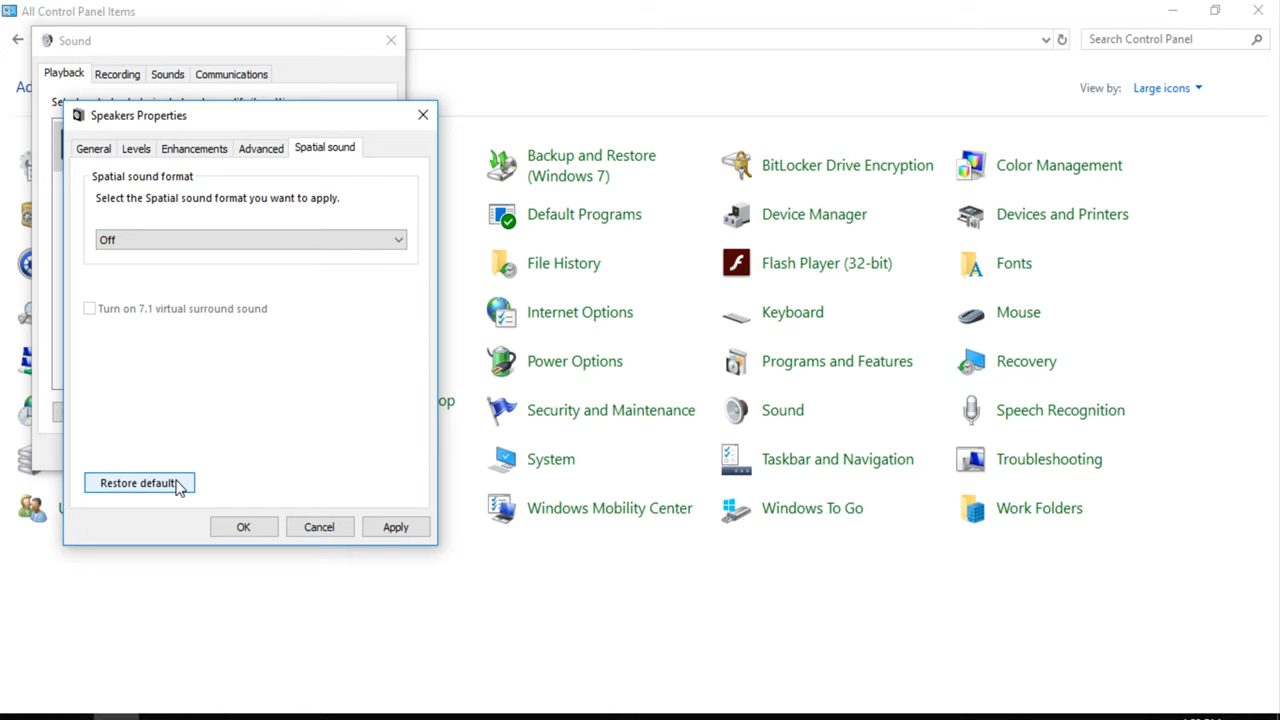 All Control Panel Items
Sound
Search Control Panel
Playback
Recording
Sounds
Communications
View by:
Large icons
Speakers Properties
General
Levels
Enhancements
Advanced
Spatial sound
Spatial sound format
Select the Spatial sound format you want to apply.
Off
Turn on 7.1 virtual surround sound
Restore default
OK
Cancel
Apply
Backup and Restore
(Windows 7)
BitLocker Drive Encryption
Color Management
Default Programs
Device Manager
Devices and Printers
File History
Flash Player (32-bit)
Fonts
Internet Options
Keyboard
Mouse
Power Options
Programs and Features
Recovery
Security and Maintenance
Sound
Speech Recognition
System
Taskbar and Navigation
Troubleshooting
Windows Mobility Center
Windows To Go
Work Folders